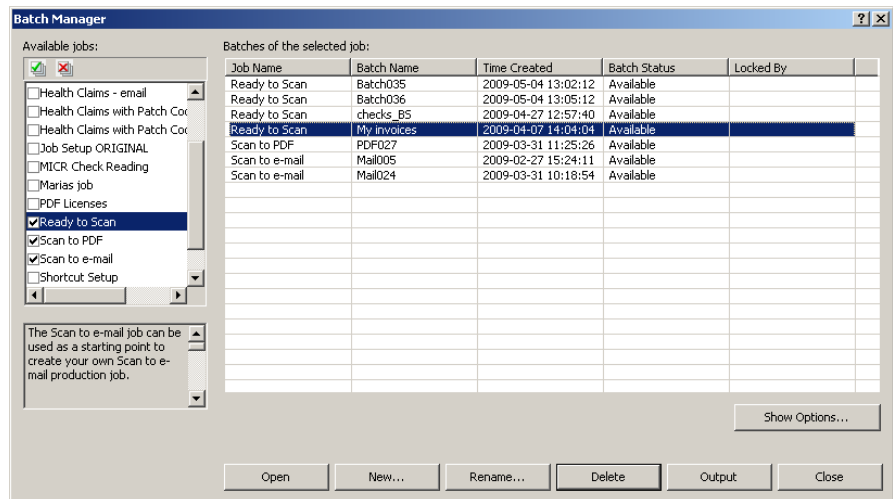 Batch Manager
Available jobs:
Batches of the selected job:
Job Name Batch Name Time Created Batch Status Locked By
Ready to Scan Batch035 2009-05-04 13:02:12 Available
Ready to Scan Batch036 2009-05-04 13:05:12 Available
Ready to Scan checks_BS 2009-04-27 12:57:40 Available
Ready to Scan My invoices 2009-04-07 14:04:04 Available
Scan to PDF PDF027 2009-03-31 11:25:26 Available
Scan to e-mail Mail005 2009-02-27 15:24:11 Available
Scan to e-mail Mail024 2009-03-31 10:18:54 Available
Health Claims - email
Health Claims with Patch Coc
Health Claims with Patch Coc
Job Setup ORIGINAL
MICR Check Reading
Marias job
PDF Licenses
Ready to Scan
Scan to PDF
Scan to e-mail
Shortcut Setup
The Scan to e-mail job can be
used as a starting point to
create your own Scan to e-
mail production job.
Show Options...
Open New... Rename... Delete Output Close